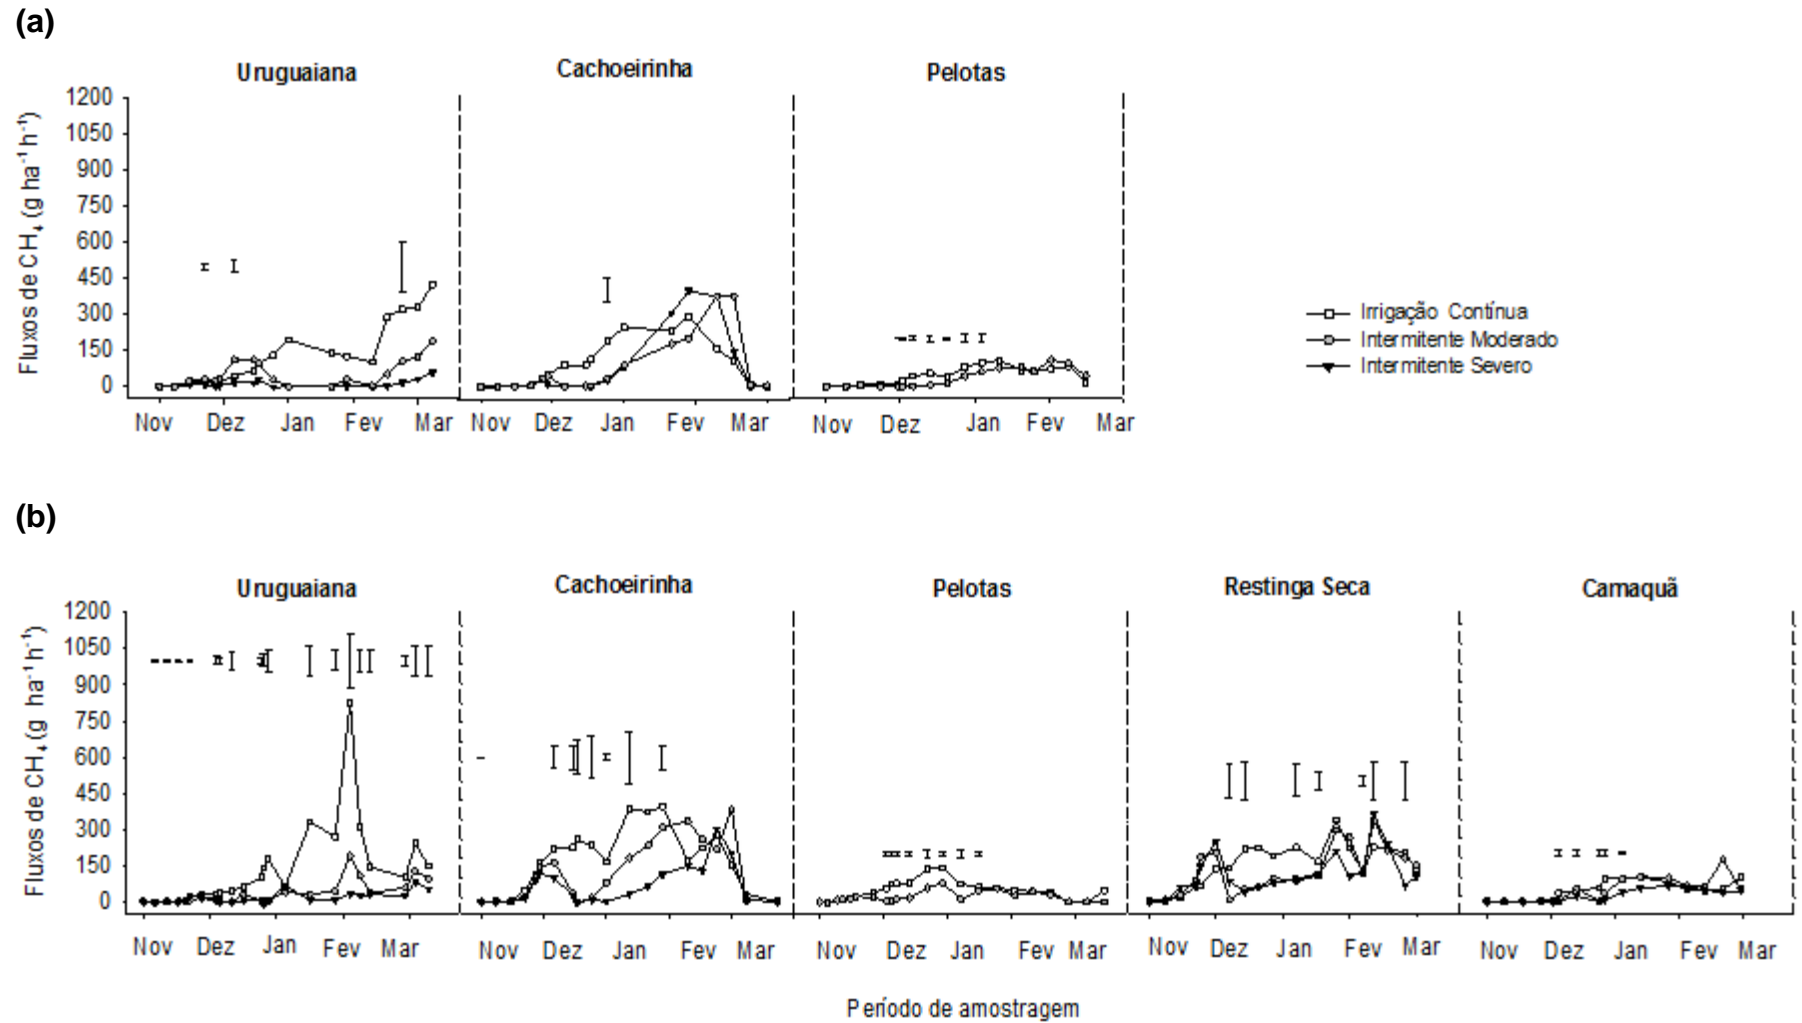 (a)
Uruguaiana Cachoeirinha Pelotas
Fluxos de CH₄ (g ha⁻¹ h⁻¹)
1200
1050
900
750
600
450
300
150
0
Irrigação Contínua
Intermitente Moderado
Intermitente Severo
Nov Dez Jan Fev Mar Nov Dez Jan Fev Mar Nov Dez Jan Fev Mar
(b)
Uruguaiana Cachoeirinha Pelotas Restinga Seca Camaquã
Fluxos de CH₄ (g ha⁻¹ h⁻¹)
1200
1050
900
750
600
450
300
150
0
Nov Dez Jan Fev Mar Nov Dez Jan Fev Mar Nov Dez Jan Fev Mar Nov Dez Jan Fev Mar Nov Dez Jan Fev Mar
Período de amostragem